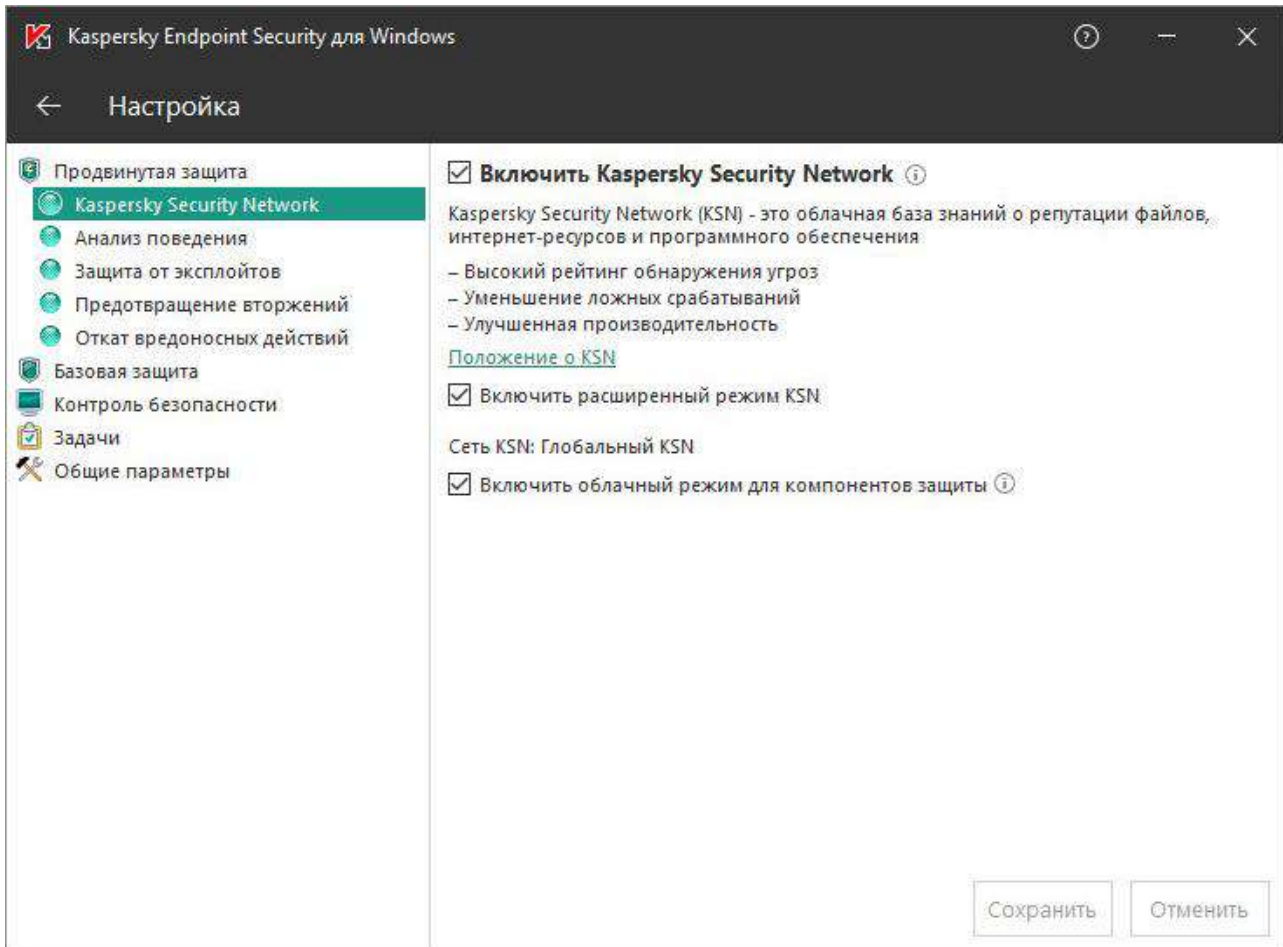 Kaspersky Endpoint Security для Windows
Настройка
Продвинутая защита
Kaspersky Security Network
Анализ поведения
Защита от эксплойтов
Предотвращение вторжений
Откат вредоносных действий
Базовая защита
Контроль безопасности
Задачи
Общие параметры
Включить Kaspersky Security Network
Kaspersky Security Network (KSN) - это облачная база знаний о репутации файлов,
интернет-ресурсов и программного обеспечения
– Высокий рейтинг обнаружения угроз
– Уменьшение ложных срабатываний
– Улучшенная производительность
Положение о KSN
Включить расширенный режим KSN
Сеть KSN: Глобальный KSN
Включить облачный режим для компонентов защиты
Сохранить
Отменить